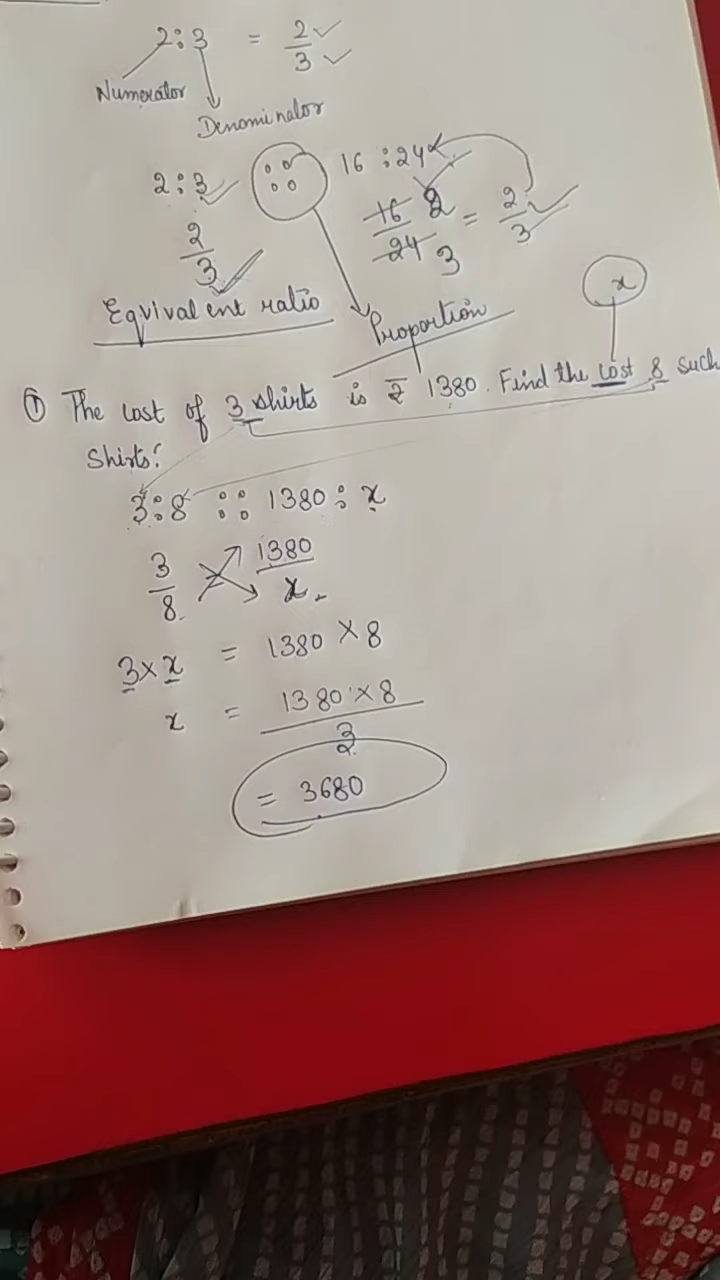 2:3 = 2/3
Numerator
Denominator
2:3 :: 16:24
2/3
16/24 2/3 = 2/3
Equivalent ratio
Proportion
x
① The cost of 3 shirts is ₹ 1380. Find the cost 8 such
Shirts?
3:8 :: 1380 : x
3/8 1380/x
3×x = 1380 × 8
x = 1380 × 8 / 3
= 3680